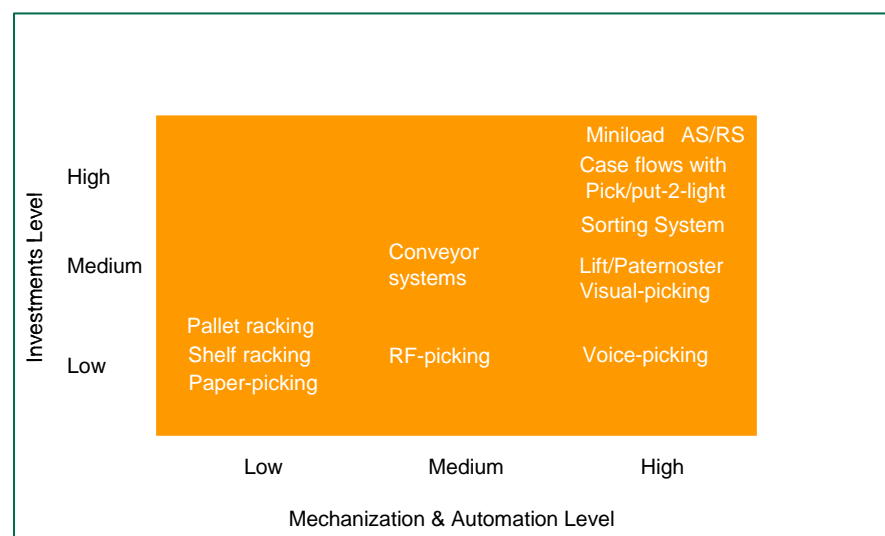 Miniload AS/RS
High
Case flows with
Pick/put-2-light
Sorting System
Investments Level
Medium
Conveyor
systems
Lift/Paternoster
Visual-picking
Pallet racking
Low
Shelf racking
RF-picking
Voice-picking
Paper-picking
Low
Medium
High
Mechanization & Automation Level